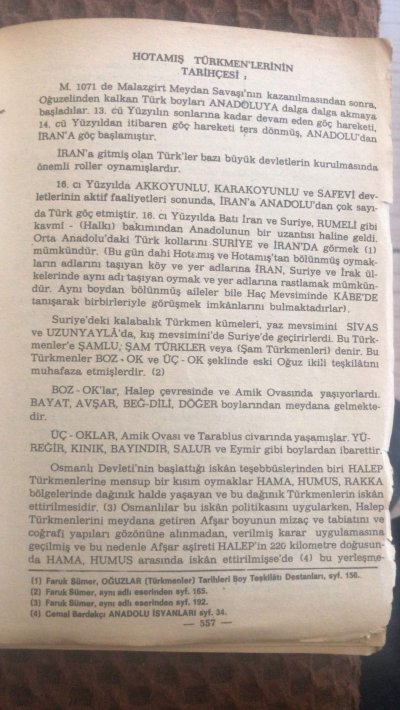 HOTAMIŞ TÜRKMEN'LERİNİN
TARİHÇESİ :
M. 1071 de Malazgirt Meydan Savaşı'nın kazanılmasından sonra,
Oğuzelinden kalkan Türk boyları ANADOLUYA dalga dalga akmaya
başladılar. 13. cü Yüzyılın sonlarına kadar devam eden göç hareketi,
14. cü Yüzyıldan itibaren göç hareketi ters dönmüş, ANADOLU'dan
İRAN'A göç başlamıştır.
İRAN'a gitmiş olan Türk'ler bazı büyük devletlerin kurulmasında
önemli roller oynamışlardır.
16. cı Yüzyılda AKKOYUNLU, KARAKOYUNLU ve SAFEVİ dev-
letlerinin aktif faaliyetleri sonunda, İRAN'a ANADOLU'dan çok sayı-
da Türk göç etmiştir. 16. cı Yüzyılda Batı İran ve Suriye, RUMELİ gibi
kavmi - (Halkı) bakımından Anadolunun bir uzantısı haline geldi.
Orta Anadolu'daki Türk kollarını SURİYE ve İRAN'DA görmek (1)
mümkündür. (Bu gün dahi Hotamış ve Hotamış'tan bölünmüş oymak-
ların adlarını taşıyan köy ve yer adlarına İRAN, Suriye ve Irak ül-
kelerinde aynı adı taşıyan oymak ve yer adlarına rastlamak mümkün-
dür. Aynı boydan bölünmüş aileler bile Haç Mevsiminde KÂBE'DE
tanışarak birbirleriyle görüşmek imkânlarını bulmaktadırlar).
Suriye'deki kalabalık Türkmen kümeleri, yaz mevsimini SİVAS
ve UZUNYAYLÂ'da, kış mevsimini'de Suriye'de geçirirlerdi. Bu Türk-
menler'e ŞAMLU, ŞAM TÜRKLER veya (Şam Türkmenleri) denir. Bu
Türkmenler BOZ - OK ve ÜÇ - OK şeklinde eski Oğuz ikili teşkilâtını
muhafaza etmişlerdir. (2)
BOZ - OK'lar, Halep çevresinde ve Amik Ovasında yaşıyorlardı.
BAYAT, AVŞAR, BEĞ-DİLİ, DÖĞER boylarından meydana gelmekte-
dir.
ÜÇ - OKLAR, Amik Ovası ve Tarablus civarında yaşamışlar. YÜ-
REĞİR, KINIK, BAYINDIR, SALUR ve Eymir gibi boylardan ibarettir.
Osmanlı Devleti'nin başlattığı iskân teşebbüslerinden biri HALEP
Türkmenlerine mensup bir kısım oymaklar HAMA, HUMUS, RAKKA
bölgelerinde dağınık halde yaşayan ve bu dağınık Türkmenlerin iskân
ettirilmesidir. (3) Osmanlılar bu iskân politikasını uygularken, Halep
Türkmenlerini meydana getiren Afşar boyunun mizaç ve tabiatını ve
coğrafi yapıları gözönüne alınmadan, verilmiş karar uygulamasına
geçilmiş ve bu nedenle Afşar aşireti HALEP'in 220 kilometre doğusun-
da HAMA, HUMUS arasında iskân ettirilmişse'de (4) bu yerleşme-
(1) Faruk Sümer, OĞUZLAR (Türkmenler) Tarihleri Boy Teşkilâtı Destanları, syf. 156.
(2) Faruk Sümer, aynı adlı eserinden syf. 165.
(3) Faruk Sümer, aynı adlı eserinden syf. 192.
(4) Cemal Bardakçı ANADOLU İSYANLARI syf. 34.
— 557 —